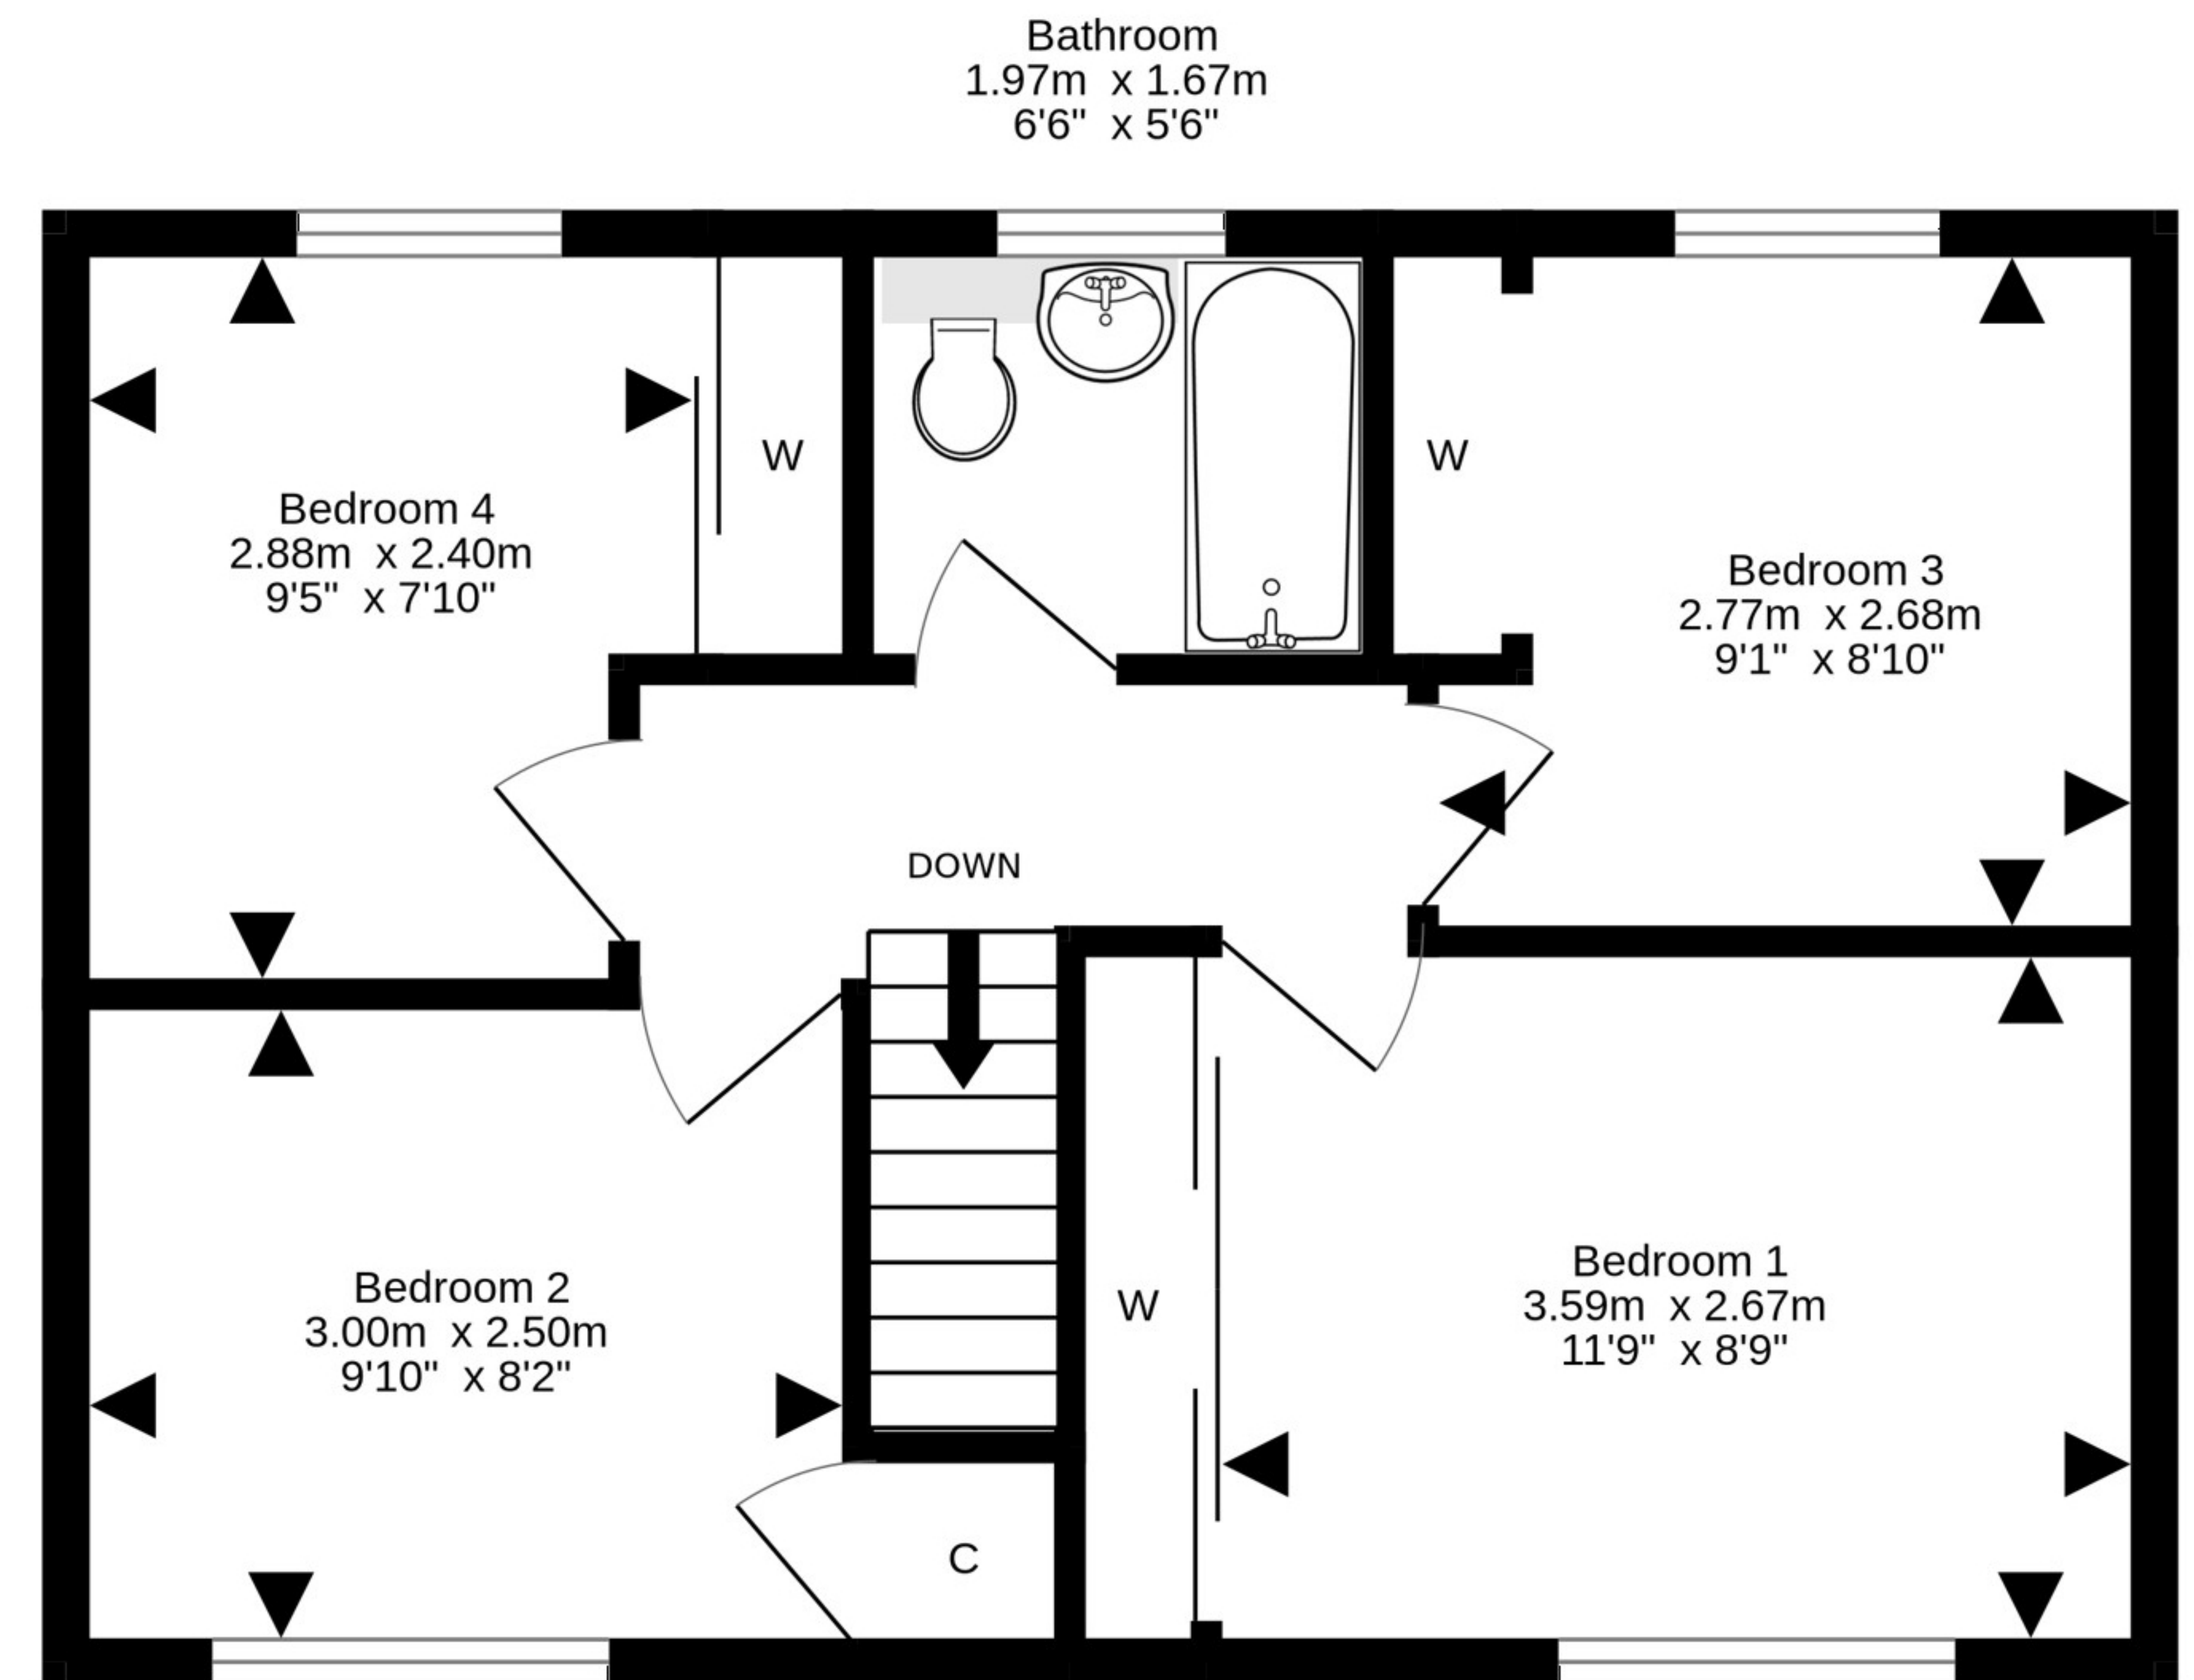 Bathroom
1.97m x 1.67m
6'6" x 5'6"
W
W
Bedroom 4
2.88m x 2.40m
9'5" x 7'10"
Bedroom 3
2.77m x 2.68m
9'1" x 8'10"
DOWN
Bedroom 2
3.00m x 2.50m
9'10" x 8'2"
W
Bedroom 1
3.59m x 2.67m
11'9" x 8'9"
C